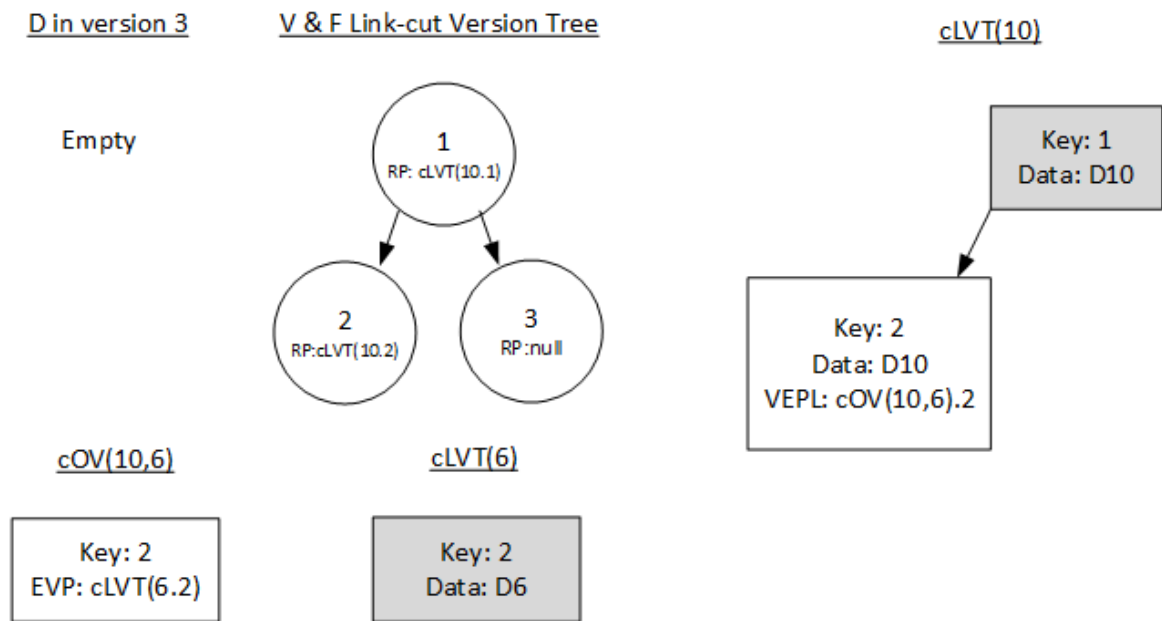 D in version 3
V & F Link-cut Version Tree
cLVT(10)
Empty
1
RP: cLVT(10.1)
Key: 1
Data: D10
2
RP:cLVT(10.2)
3
RP:null
Key: 2
Data: D10
VEPL: cOV(10,6).2
cOV(10,6)
cLVT(6)
Key: 2
EVP: cLVT(6.2)
Key: 2
Data: D6